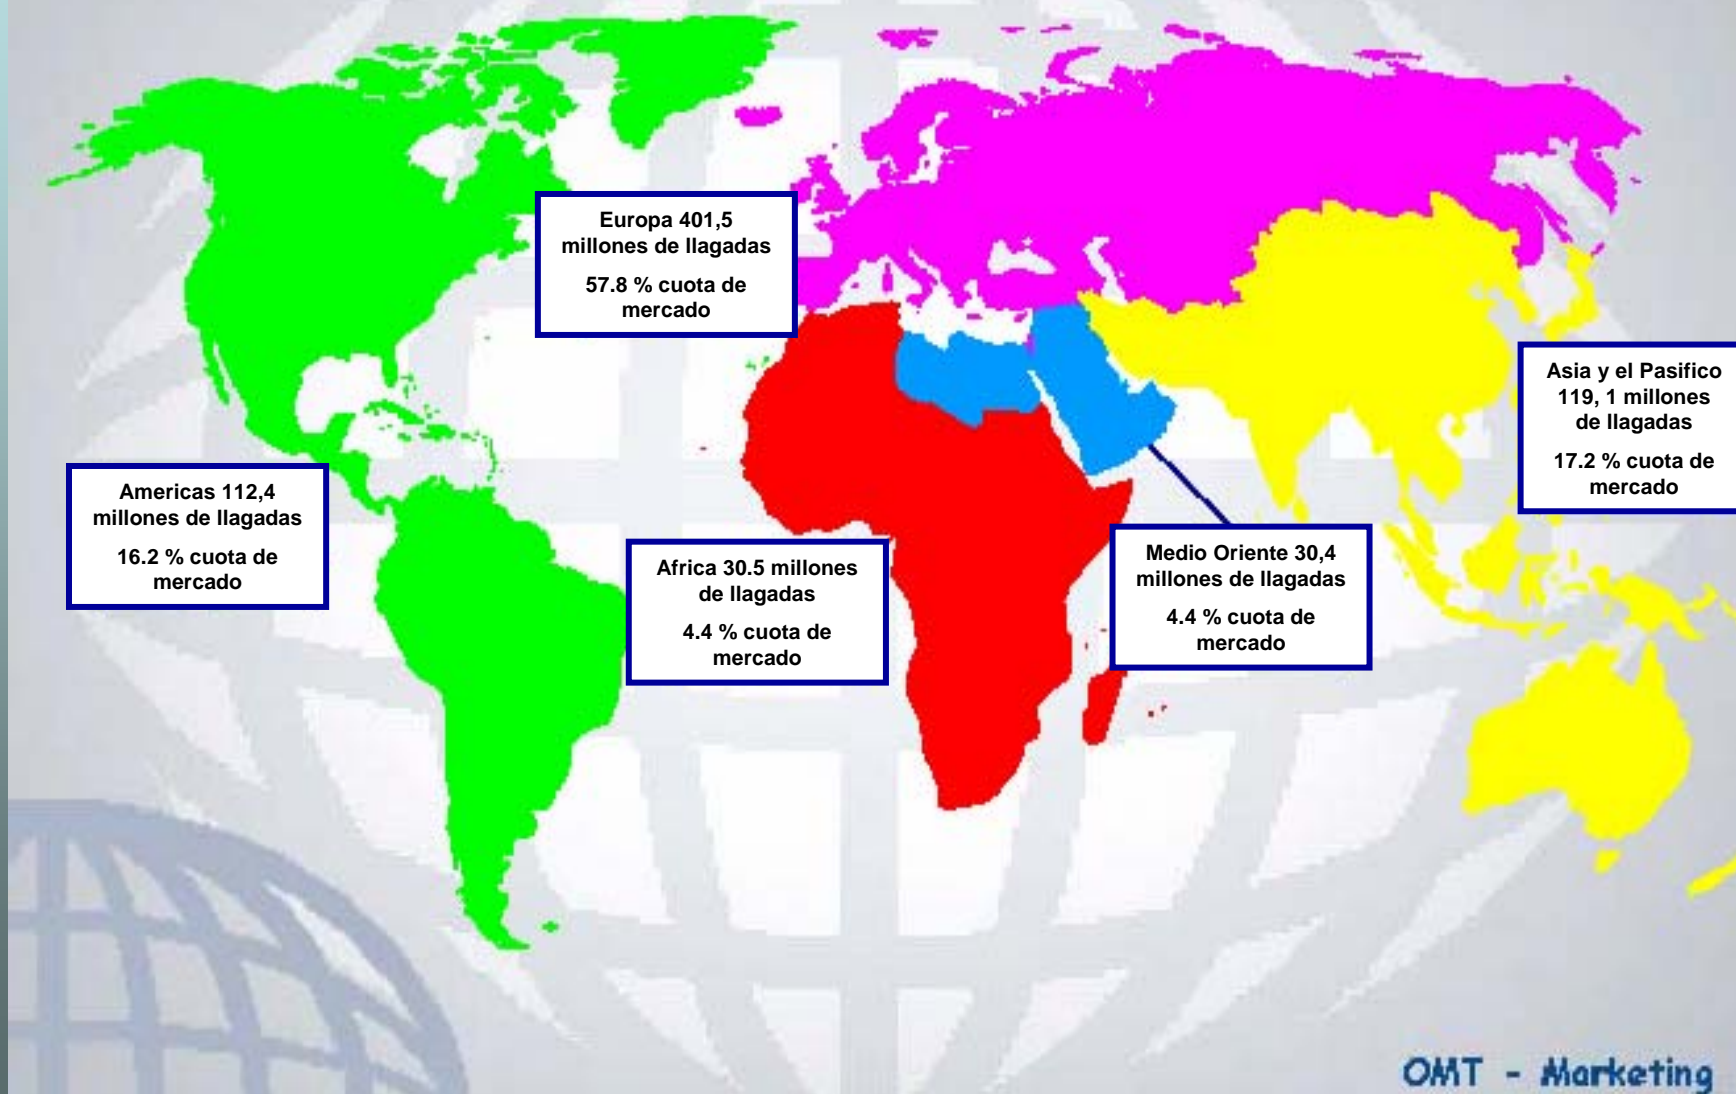 Europa 401,5
millones de llagadas
57.8 % cuota de
mercado
Asia y el Pasifico
119, 1 millones
de llagadas
17.2 % cuota de
mercado
Americas 112,4
millones de llagadas
16.2 % cuota de
mercado
Africa 30.5 millones
de llagadas
4.4 % cuota de
mercado
Medio Oriente 30,4
millones de llagadas
4.4 % cuota de
mercado
OMT - Marketing